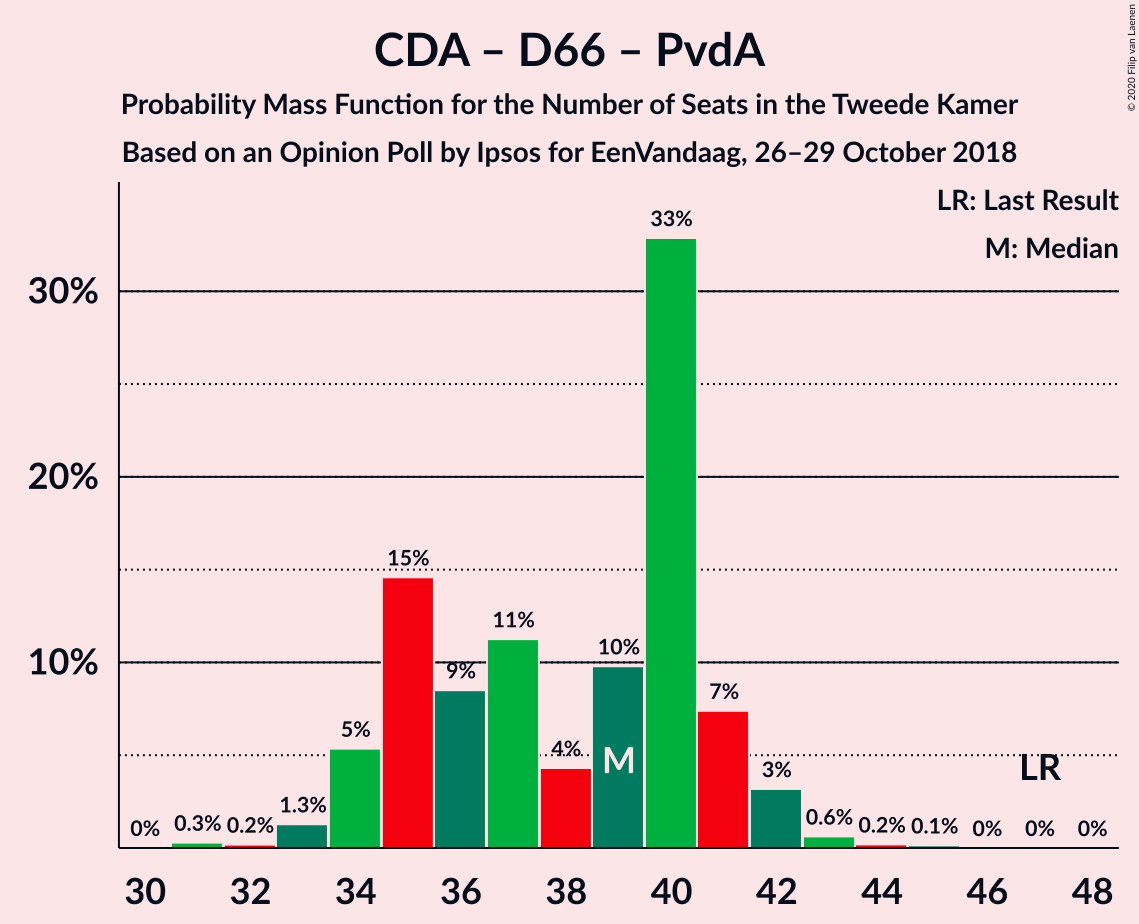 CDA – D66 – PvdA
Probability Mass Function for the Number of Seats in the Tweede Kamer
Based on an Opinion Poll by Ipsos for EenVandaag, 26–29 October 2018
© 2020 Filip van Laenen
LR: Last Result
M: Median
30%
20%
10%
0%
0.3%
0.2%
1.3%
5%
15%
9%
11%
4%
10%
M
33%
7%
3%
0.6%
0.2%
0.1%
0%
LR
0%
0%
30 32 34 36 38 40 42 44 46 48